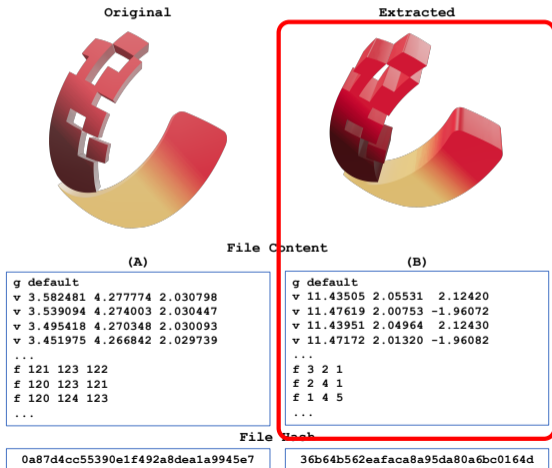 Original
Extracted
File Content
(A)
(B)
g default
v 3.582481 4.277774 2.030798
v 3.539094 4.274003 2.030447
v 3.495418 4.270348 2.030093
v 3.451975 4.266842 2.029739
...
f 121 123 122
f 120 123 121
f 120 124 123
...
g default
v 11.43505 2.05531 2.12420
v 11.47619 2.00753 -1.96072
v 11.43951 2.04964 2.12430
v 11.47172 2.01320 -1.96082
...
f 3 2 1
f 2 4 1
f 1 4 5
...
File Hash
0a87d4cc55390e1f492a8dea1a9945e7
36b64b562eafaca8a95da80a6bc0164d